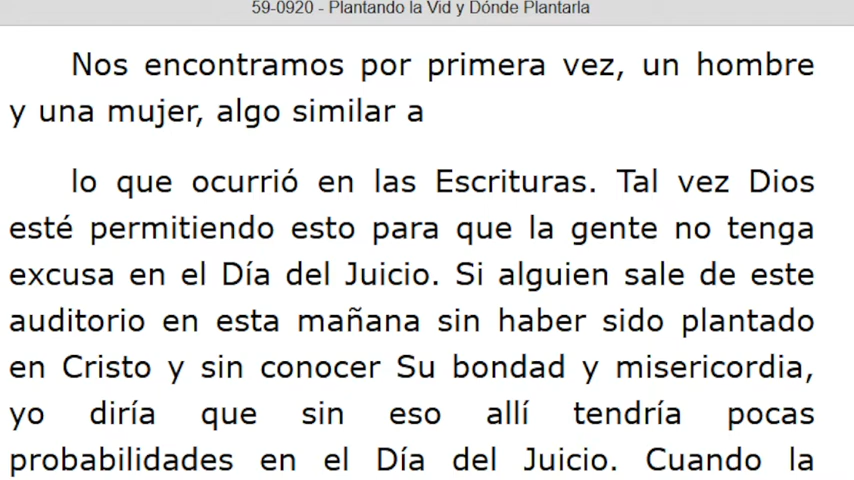 59-0920 - Plantando la Vid y Dónde Plantarla
Nos encontramos por primera vez, un hombre
y una mujer, algo similar a
lo que ocurrió en las Escrituras. Tal vez Dios
esté permitiendo esto para que la gente no tenga
excusa en el Día del Juicio. Si alguien sale de este
auditorio en esta mañana sin haber sido plantado
en Cristo y sin conocer Su bondad y misericordia,
yo diría que sin eso allí tendría pocas
probabilidades en el Día del Juicio. Cuando la